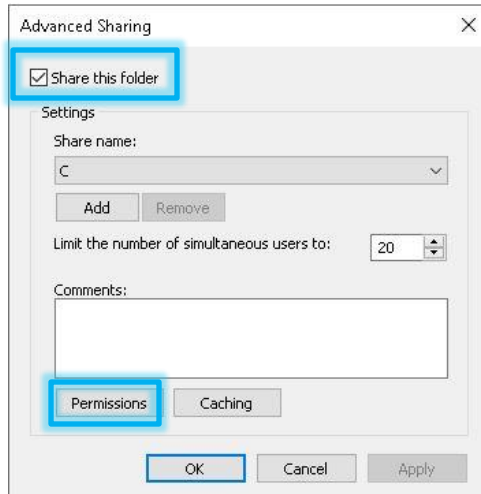 Advanced Sharing
Share this folder
Settings
Share name:
C
Add Remove
Limit the number of simultaneous users to: 20
Comments:
Permissions Caching
OK Cancel Apply